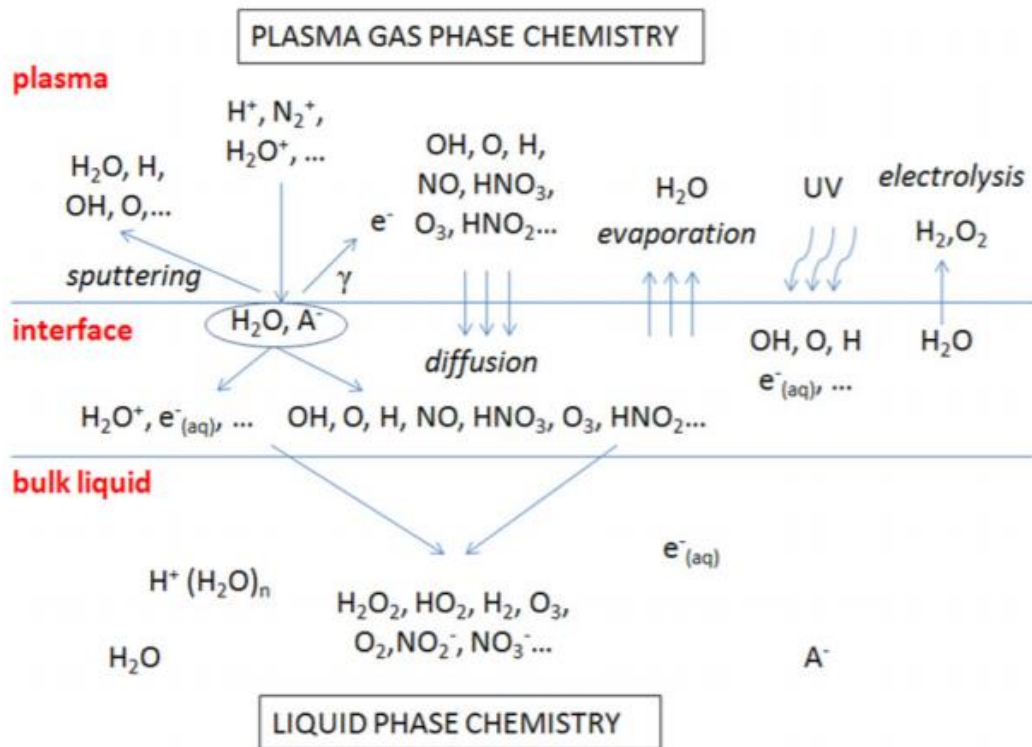 PLASMA GAS PHASE CHEMISTRY
plasma
H⁺, N₂⁺,
H₂O⁺, ...
H₂O, H,
OH, O,...
sputtering
e⁻
γ
OH, O, H,
NO, HNO₃,
O₃, HNO₂...
H₂O
evaporation
UV
electrolysis
H₂,O₂
interface
H₂O, A⁻
diffusion
OH, O, H
e⁻(aq), ...
H₂O
H₂O⁺, e⁻(aq), ...
OH, O, H, NO, HNO₃, O₃, HNO₂...
bulk liquid
e⁻(aq)
H⁺ (H₂O)ₙ
H₂O₂, HO₂, H₂, O₃,
O₂,NO₂⁻, NO₃⁻...
H₂O
A⁻
LIQUID PHASE CHEMISTRY